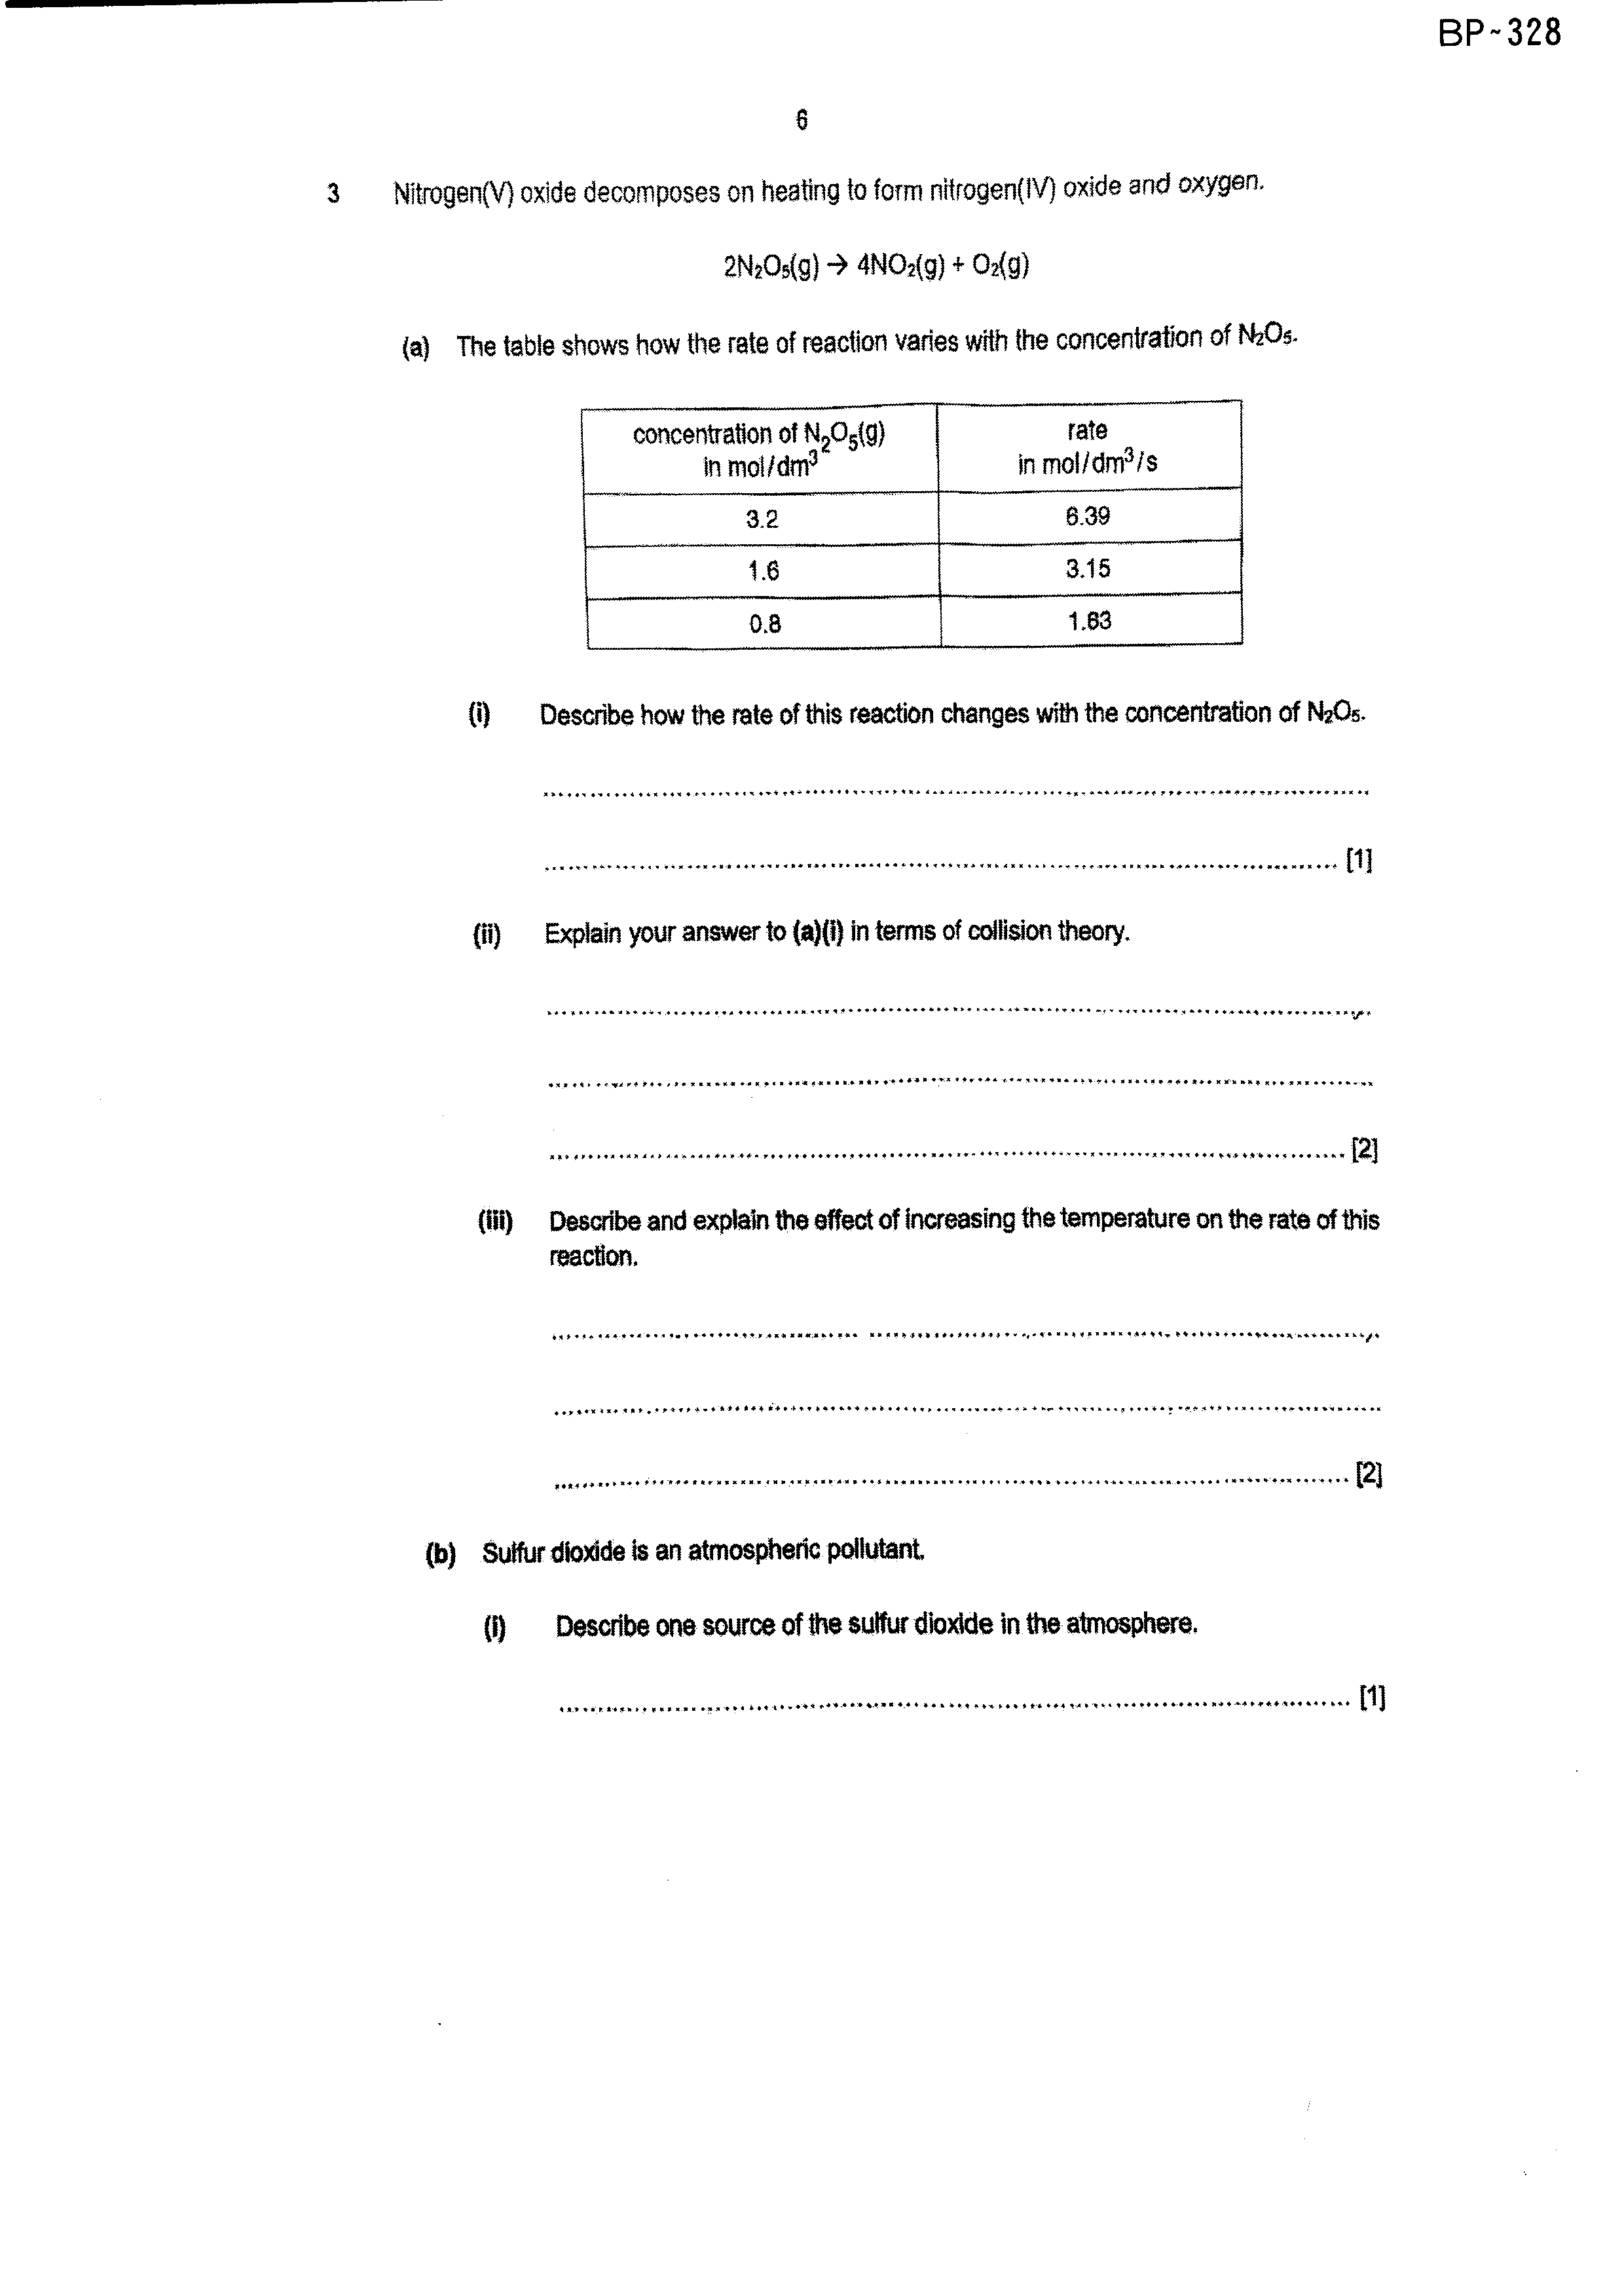 BP~328
6
3 Nitrogen(V) oxide decomposes on heating to form nitrogen(IV) oxide and oxygen.
2N₂O₅(g) → 4NO₂(g) + O₂(g)
(a) The table shows how the rate of reaction varies with the concentration of N₂O₅.
concentration of N₂O₅(g) in mol/dm³ rate in mol/dm³/s
3.2 6.39
1.6 3.15
0.8 1.63
(i) Describe how the rate of this reaction changes with the concentration of N₂O₅.
[1]
(ii) Explain your answer to (a)(i) in terms of collision theory.
[2]
(iii) Describe and explain the effect of increasing the temperature on the rate of this
reaction.
[2]
(b) Sulfur dioxide is an atmospheric pollutant.
(i) Describe one source of the sulfur dioxide in the atmosphere.
[1]